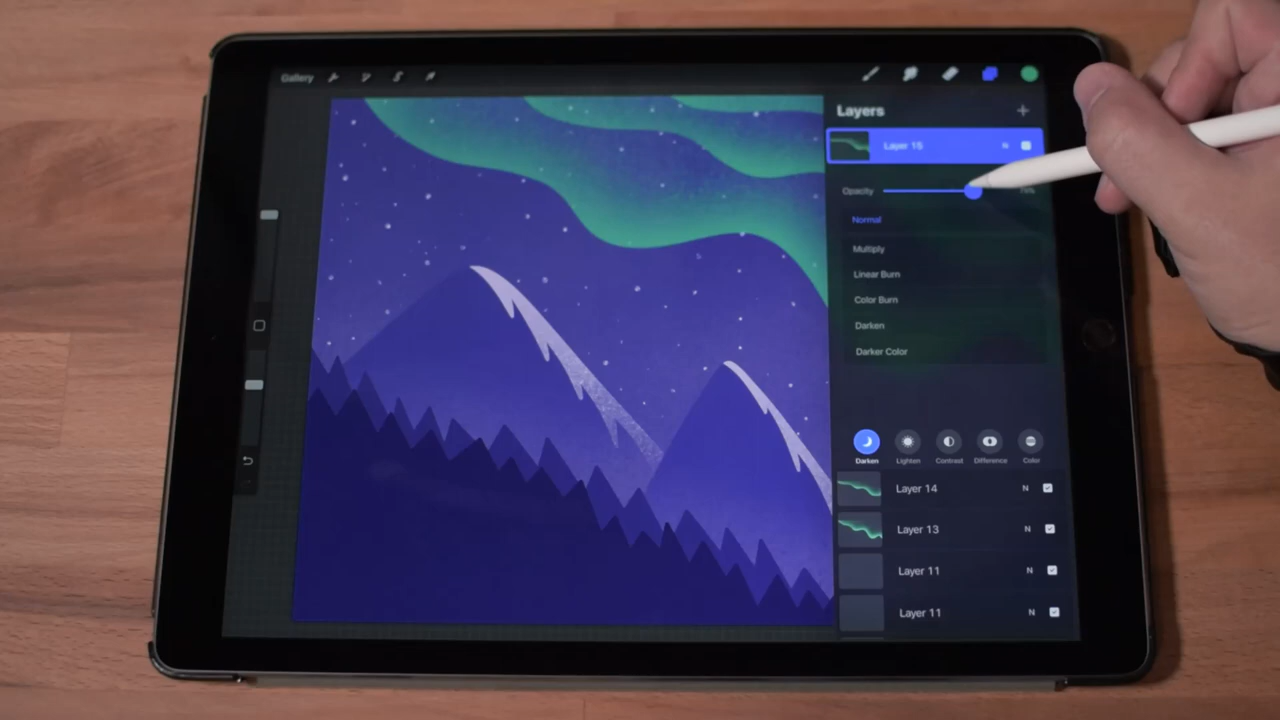 Gallery
Layers
Layer 15 N
Opacity
Normal
Multiply
Linear Burn
Color Burn
Darken
Darker Color
Darken Lighten Contrast Difference Color
Layer 14 N
Layer 13 N
Layer 11 N
Layer 11 N